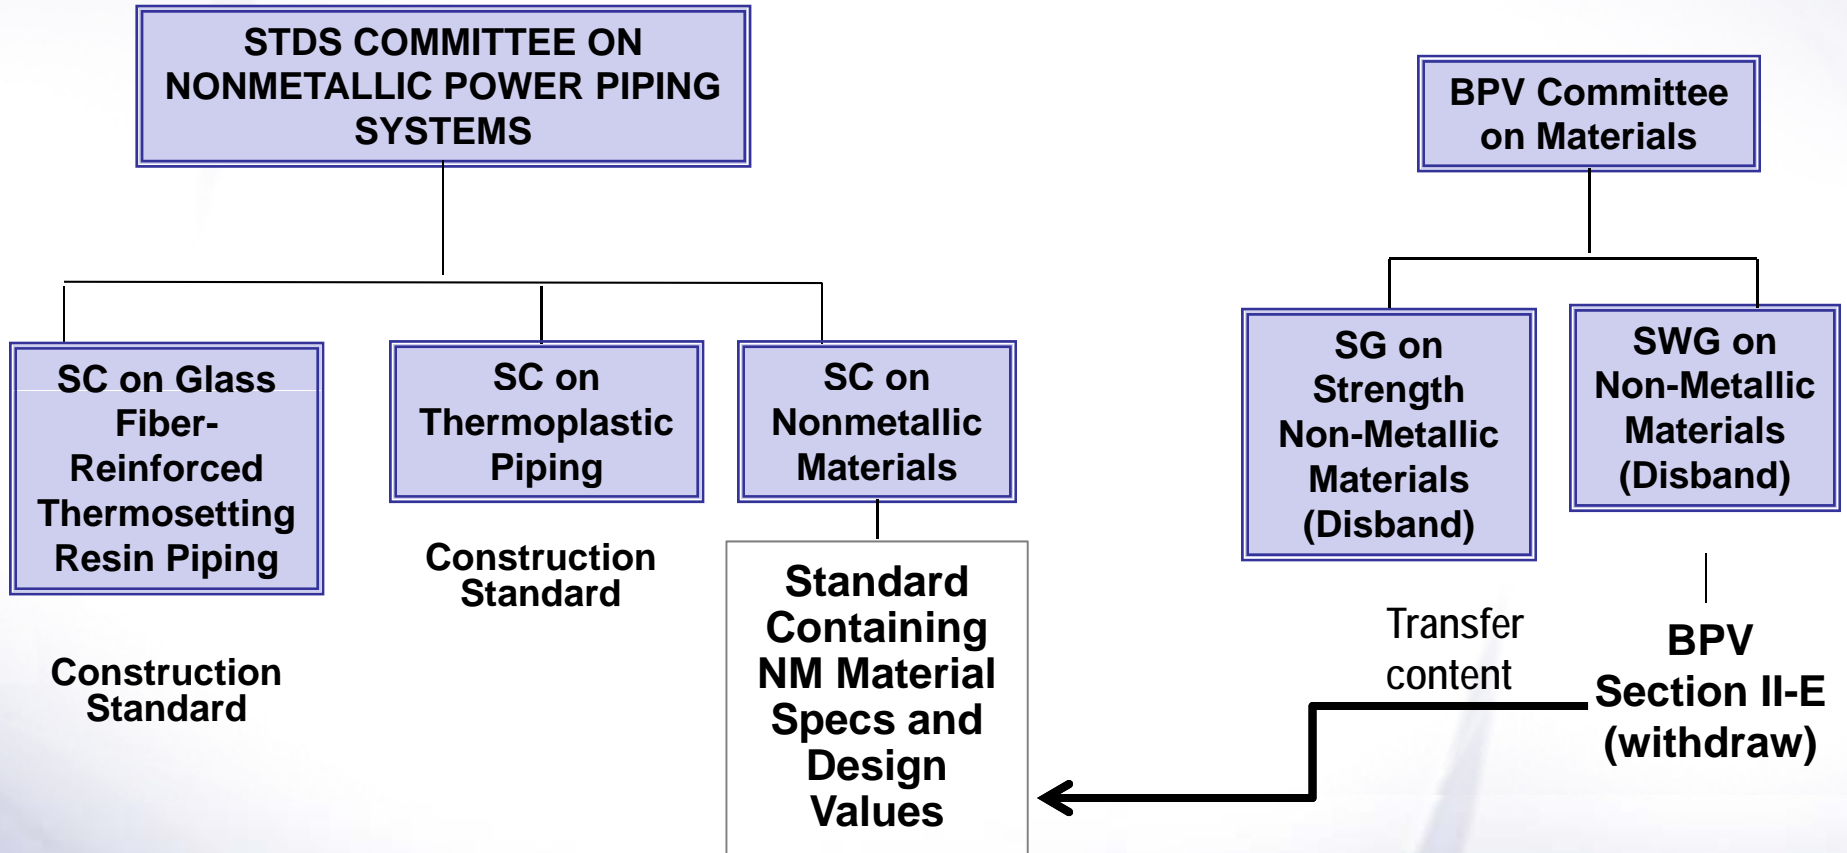 STDS COMMITTEE ON
NONMETALLIC POWER PIPING
SYSTEMS
BPV Committee
on Materials
SC on Glass
Fiber-
Reinforced
Thermosetting
Resin Piping
SC on
Thermoplastic
Piping
SC on
Nonmetallic
Materials
SG on
Strength
Non-Metallic
Materials
(Disband)
SWG on
Non-Metallic
Materials
(Disband)
Construction
Standard
Construction
Standard
Standard
Containing
NM Material
Specs and
Design
Values
Transfer
content
BPV
Section II-E
(withdraw)